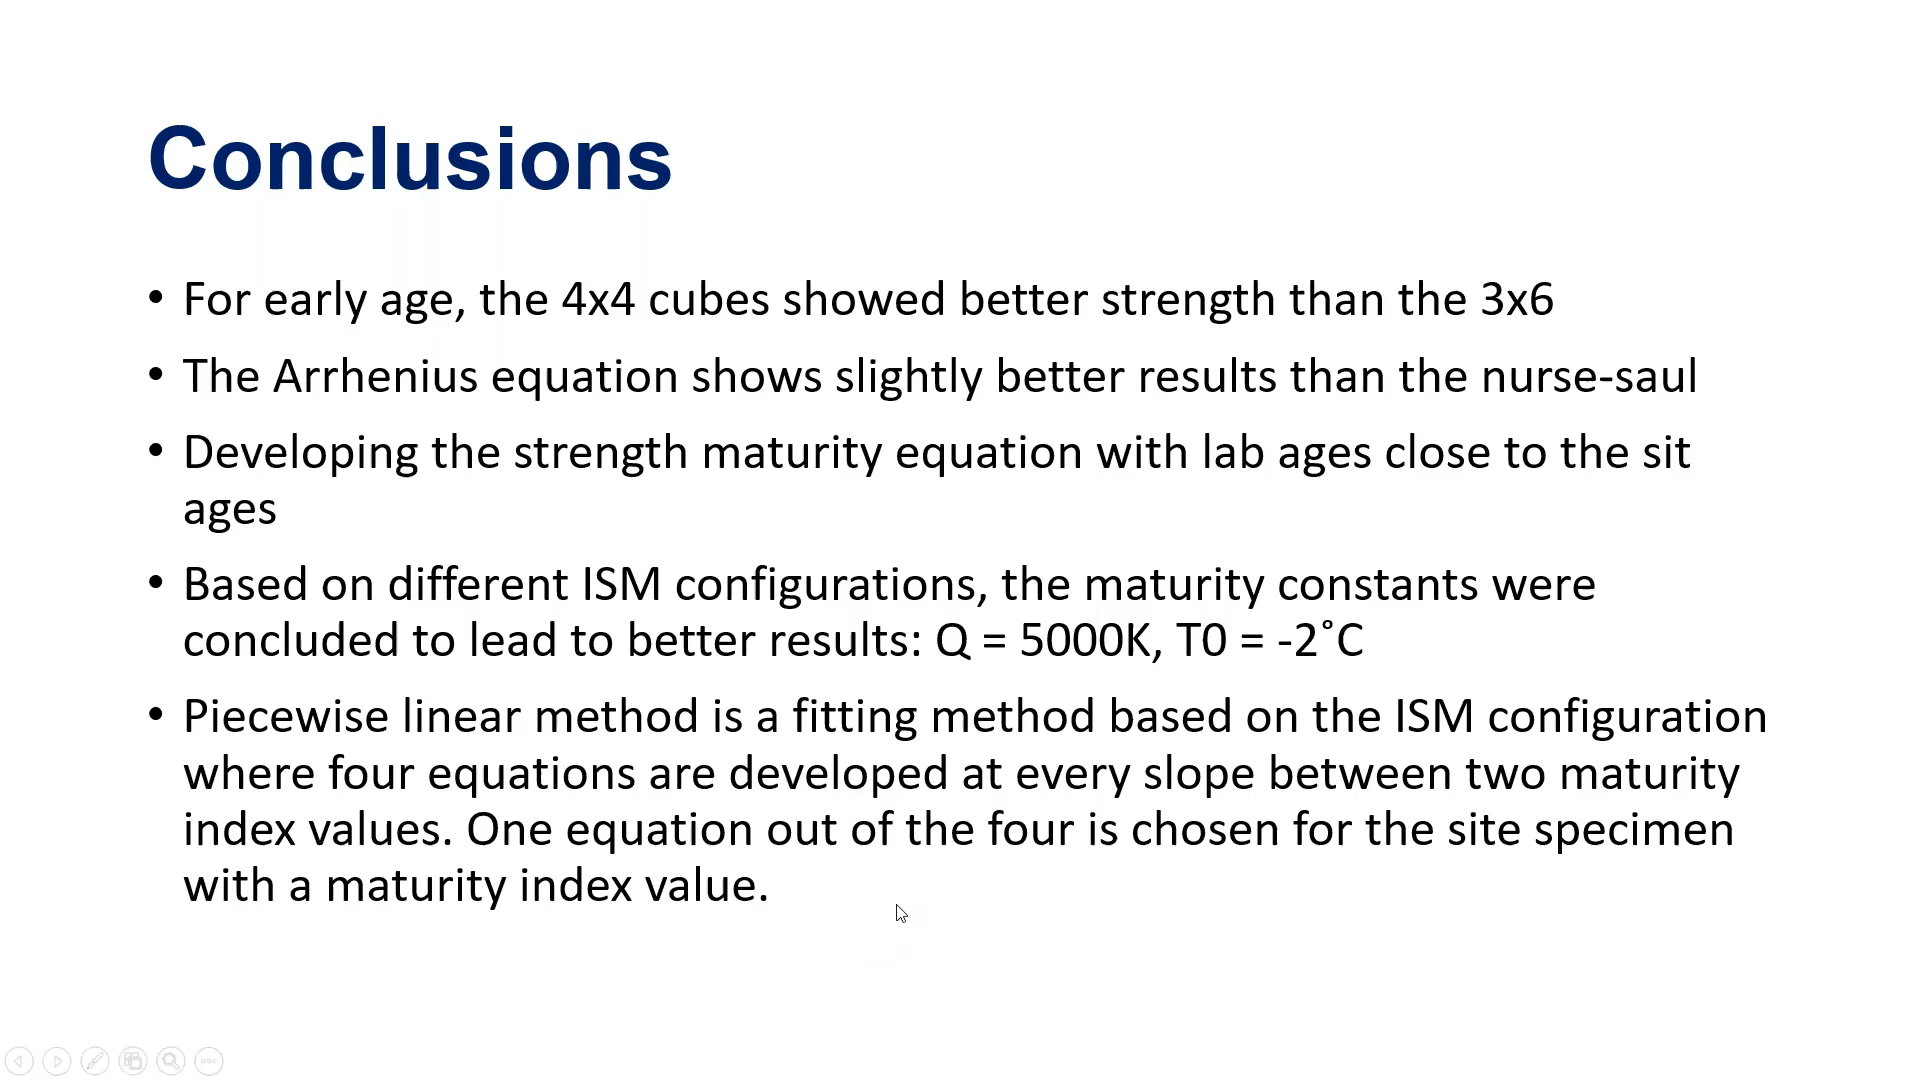 Conclusions
• For early age, the 4x4 cubes showed better strength than the 3x6
• The Arrhenius equation shows slightly better results than the nurse-saul
• Developing the strength maturity equation with lab ages close to the sit
ages
• Based on different ISM configurations, the maturity constants were
concluded to lead to better results: Q = 5000K, T0 = -2˚C
• Piecewise linear method is a fitting method based on the ISM configuration
where four equations are developed at every slope between two maturity
index values. One equation out of the four is chosen for the site specimen
with a maturity index value.